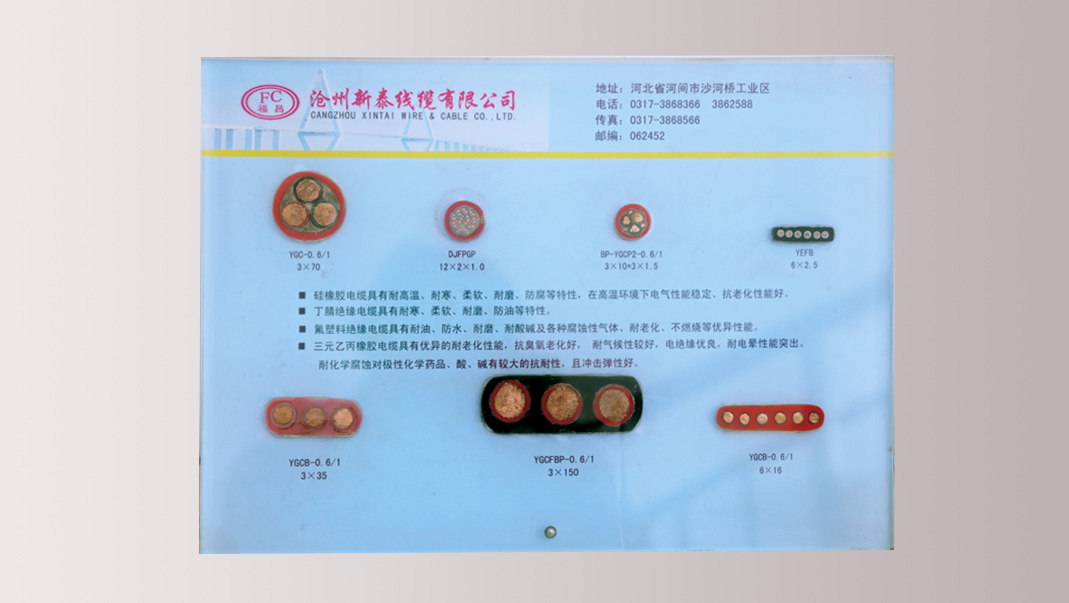 FC
福昌
沧州新泰线缆有限公司
CANGZHOU XINTAI WIRE & CABLE CO.,LTD.
地址：河北省河间市沙河桥工业区
电话：0317-3868366 3862588
传真：0317-3868566
邮编：062452
YGC-0.6/1
3×70
DJFPGP
12×2×1.0
BP-YGCP2-0.6/1
3×10+3×1.5
YEFB
6×2.5
■ 硅橡胶电缆具有耐高温、耐寒、柔软、耐磨、防腐等特性，在高温环境下电气性能稳定、抗老化性能好。
■ 丁腈绝缘电缆具有耐寒、柔软、耐磨、防油等特性。
■ 氟塑料绝缘电缆具有耐油、防水、耐磨、耐酸碱及各种腐蚀性气体、耐老化、不燃烧等优异性能。
■ 三元乙丙橡胶电缆具有优异的耐老化性能，抗臭氧老化好， 耐气候性较好，电绝缘优良，耐电晕性能突出。
耐化学腐蚀对极性化学药品、酸、碱有较大的抗耐性，且冲击弹性好。
YGCB-0.6/1
3×35
YGCFBP-0.6/1
3×150
YGCB-0.6/1
6×16